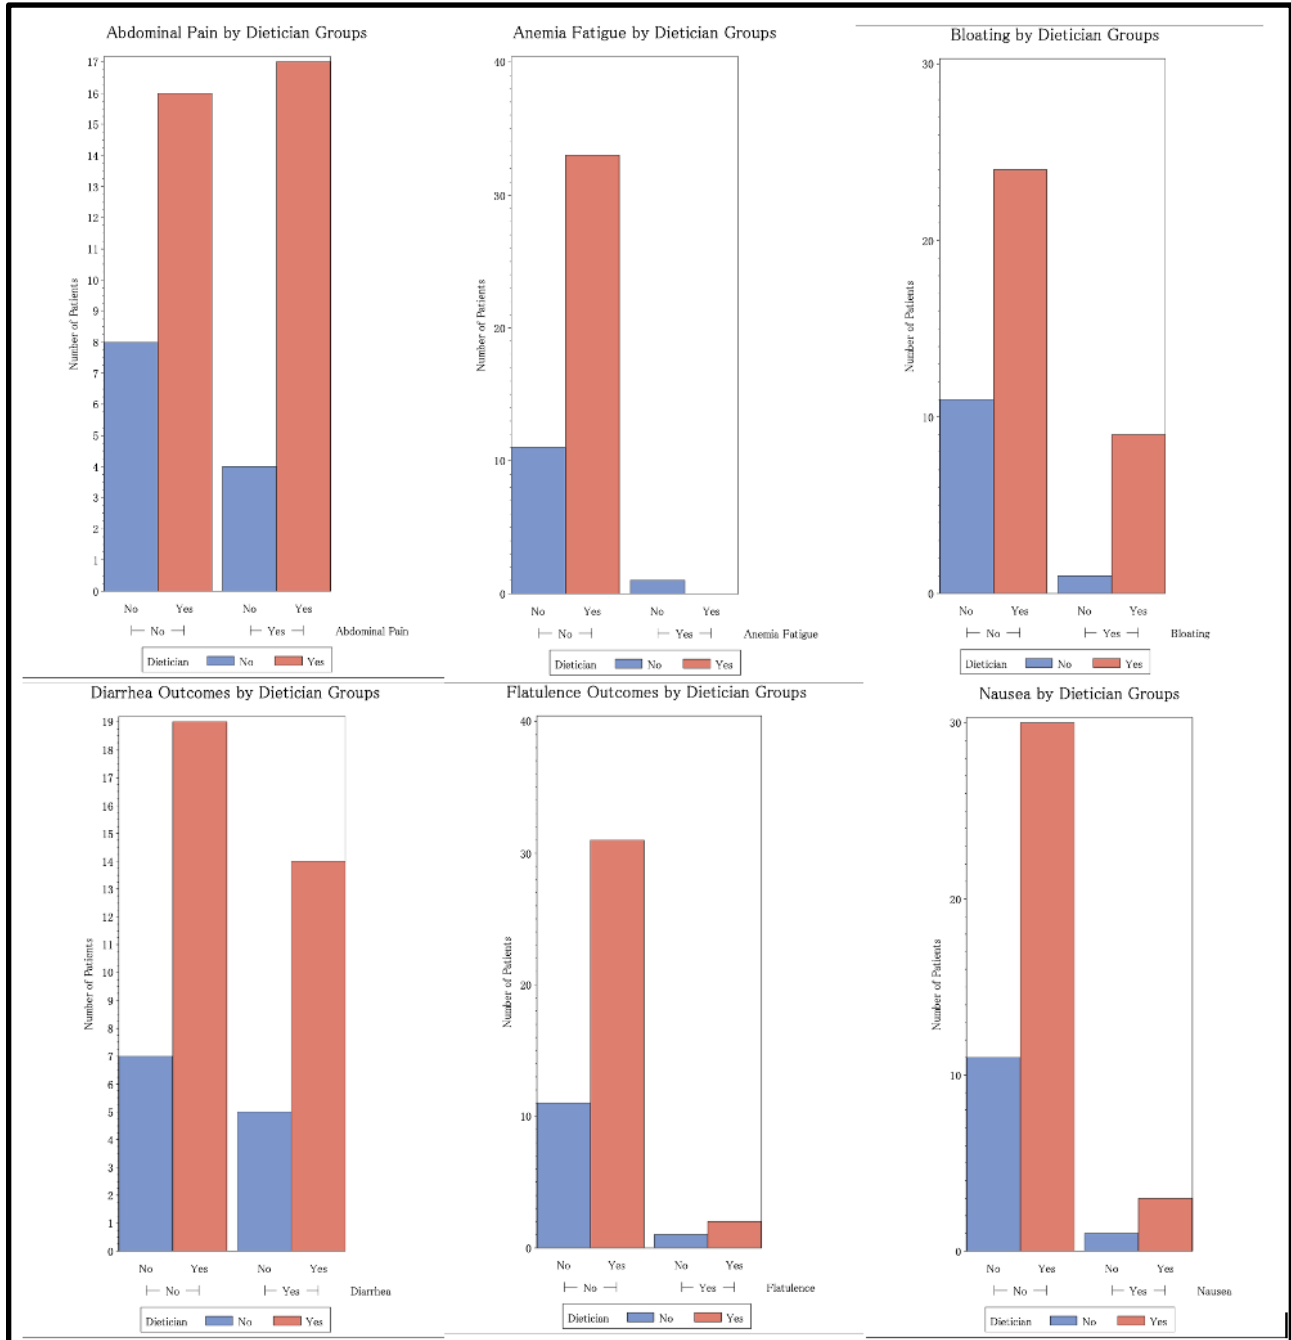 Abdominal Pain by Dietician Groups
17
16
15
14
13
12
11
10
9
8
7
6
5
4
3
2
1
0
Number of Patients
No Yes No Yes
No Yes Abdominal Pain
Dietician No Yes
Anemia Fatigue by Dietician Groups
40
30
20
10
0
Number of Patients
No Yes No Yes
No Yes Anemia Fatigue
Dietician No Yes
Bloating by Dietician Groups
30
20
10
0
Number of Patients
No Yes No Yes
No Yes Bloating
Dietician No Yes
Diarrhea Outcomes by Dietician Groups
19
18
17
16
15
14
13
12
11
10
9
8
7
6
5
4
3
2
1
0
Number of Patients
No Yes No Yes
No Yes Diarrhea
Dietician No Yes
Flatulence Outcomes by Dietician Groups
40
30
20
10
0
Number of Patients
No Yes No Yes
No Yes Flatulence
Dietician No Yes
Nausea by Dietician Groups
30
20
10
0
Number of Patients
No Yes No Yes
No Yes Nausea
Dietician No Yes